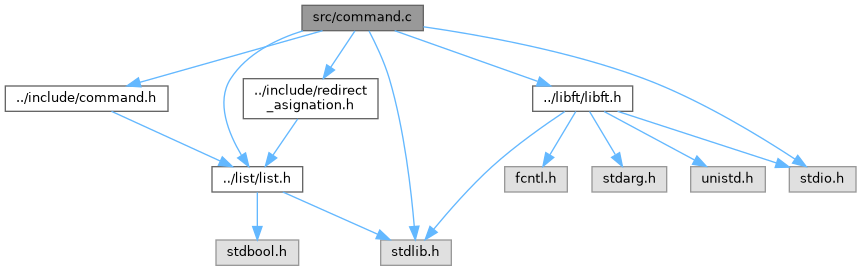 src/command.c
../include/command.h
../include/redirect
_asignation.h
../libft/libft.h
../list/list.h
fcntl.h
stdarg.h
unistd.h
stdio.h
stdbool.h
stdlib.h